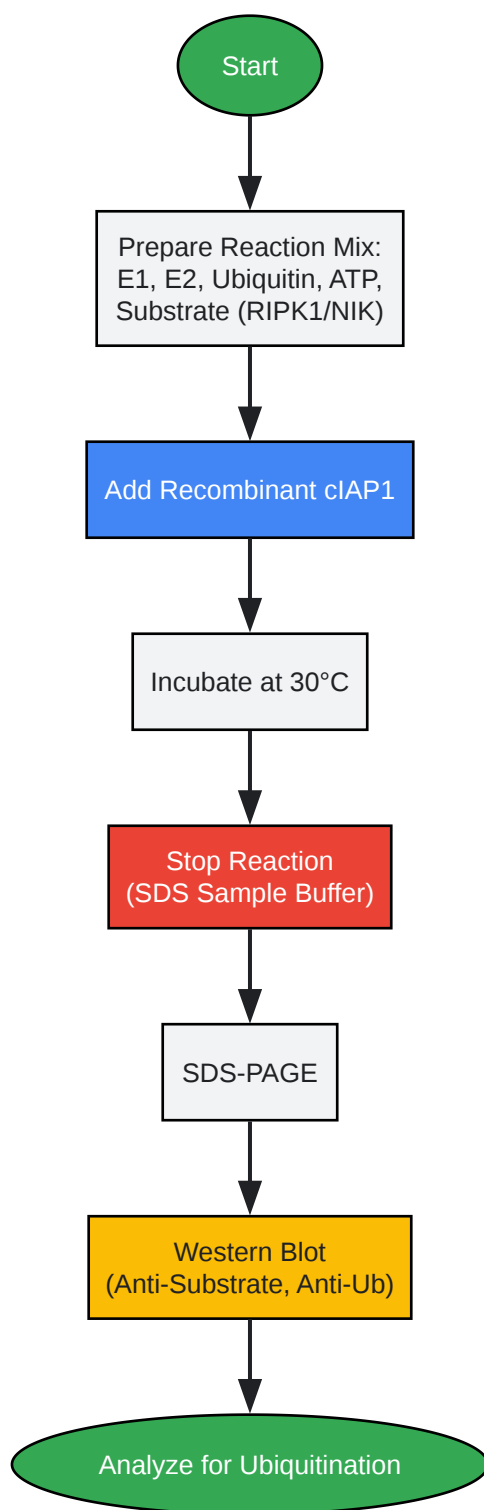 Start
Prepare Reaction Mix:
E1, E2, Ubiquitin, ATP,
Substrate (RIPK1/NIK)
Add Recombinant cIAP1
Incubate at 30°C
Stop Reaction
(SDS Sample Buffer)
SDS-PAGE
Western Blot
(Anti-Substrate, Anti-Ub)
Analyze for Ubiquitination